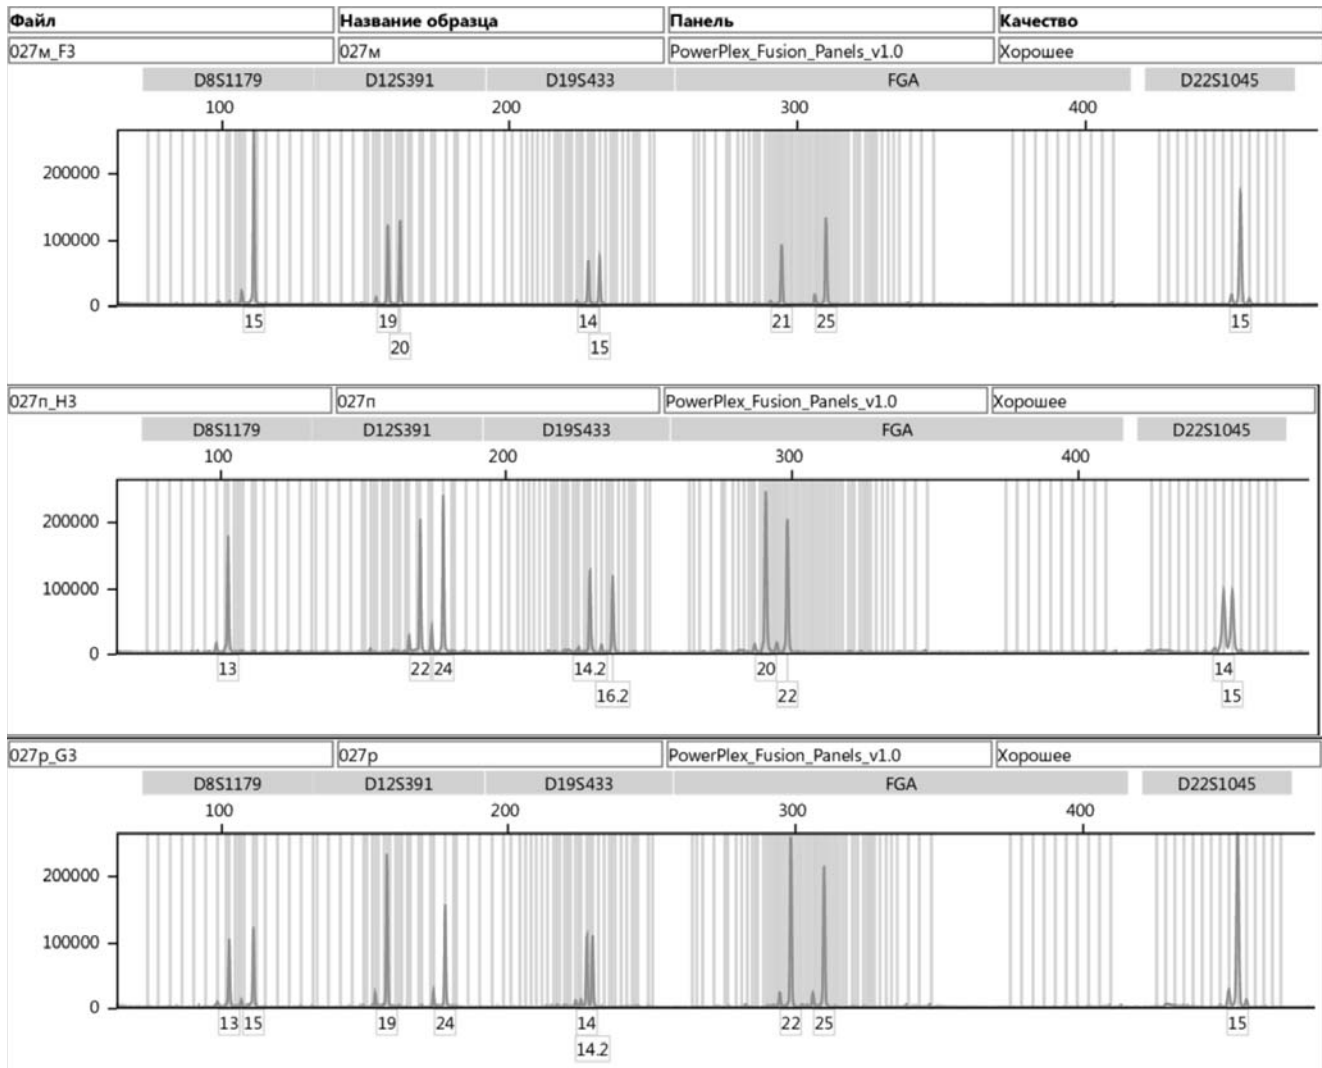 Файл Название образца Панель Качество
027м_F3 027м PowerPlex_Fusion_Panels_v1.0 Хорошее
D8S1179 D12S391 D19S433 FGA D22S1045
100 200 300 400
200000
100000
0
15 19 14 21 25 15
20 15
027п_H3 027п PowerPlex_Fusion_Panels_v1.0 Хорошее
D8S1179 D12S391 D19S433 FGA D22S1045
100 200 300 400
200000
100000
0
13 22 24 14.2 20 14
16.2 22 15
027р_G3 027р PowerPlex_Fusion_Panels_v1.0 Хорошее
D8S1179 D12S391 D19S433 FGA D22S1045
100 200 300 400
200000
100000
0
13 15 19 24 14 22 25 15
14.2